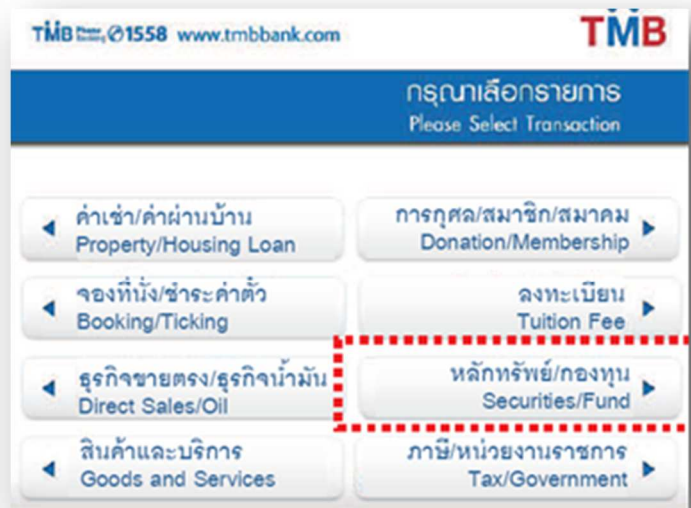 TMB Phone Banking 1558 www.tmbbank.com
TMB
กรุณาเลือกรายการ
Please Select Transaction
ค่าเช่า/ค่าผ่านบ้าน
Property/Housing Loan
การกุศล/สมาชิก/สมาคม
Donation/Membership
จองที่นั่ง/ชำระค่าตั๋ว
Booking/Ticking
ลงทะเบียน
Tuition Fee
ธุรกิจขายตรง/ธุรกิจน้ำมัน
Direct Sales/Oil
หลักทรัพย์/กองทุน
Securities/Fund
สินค้าและบริการ
Goods and Services
ภาษี/หน่วยงานราชการ
Tax/Government